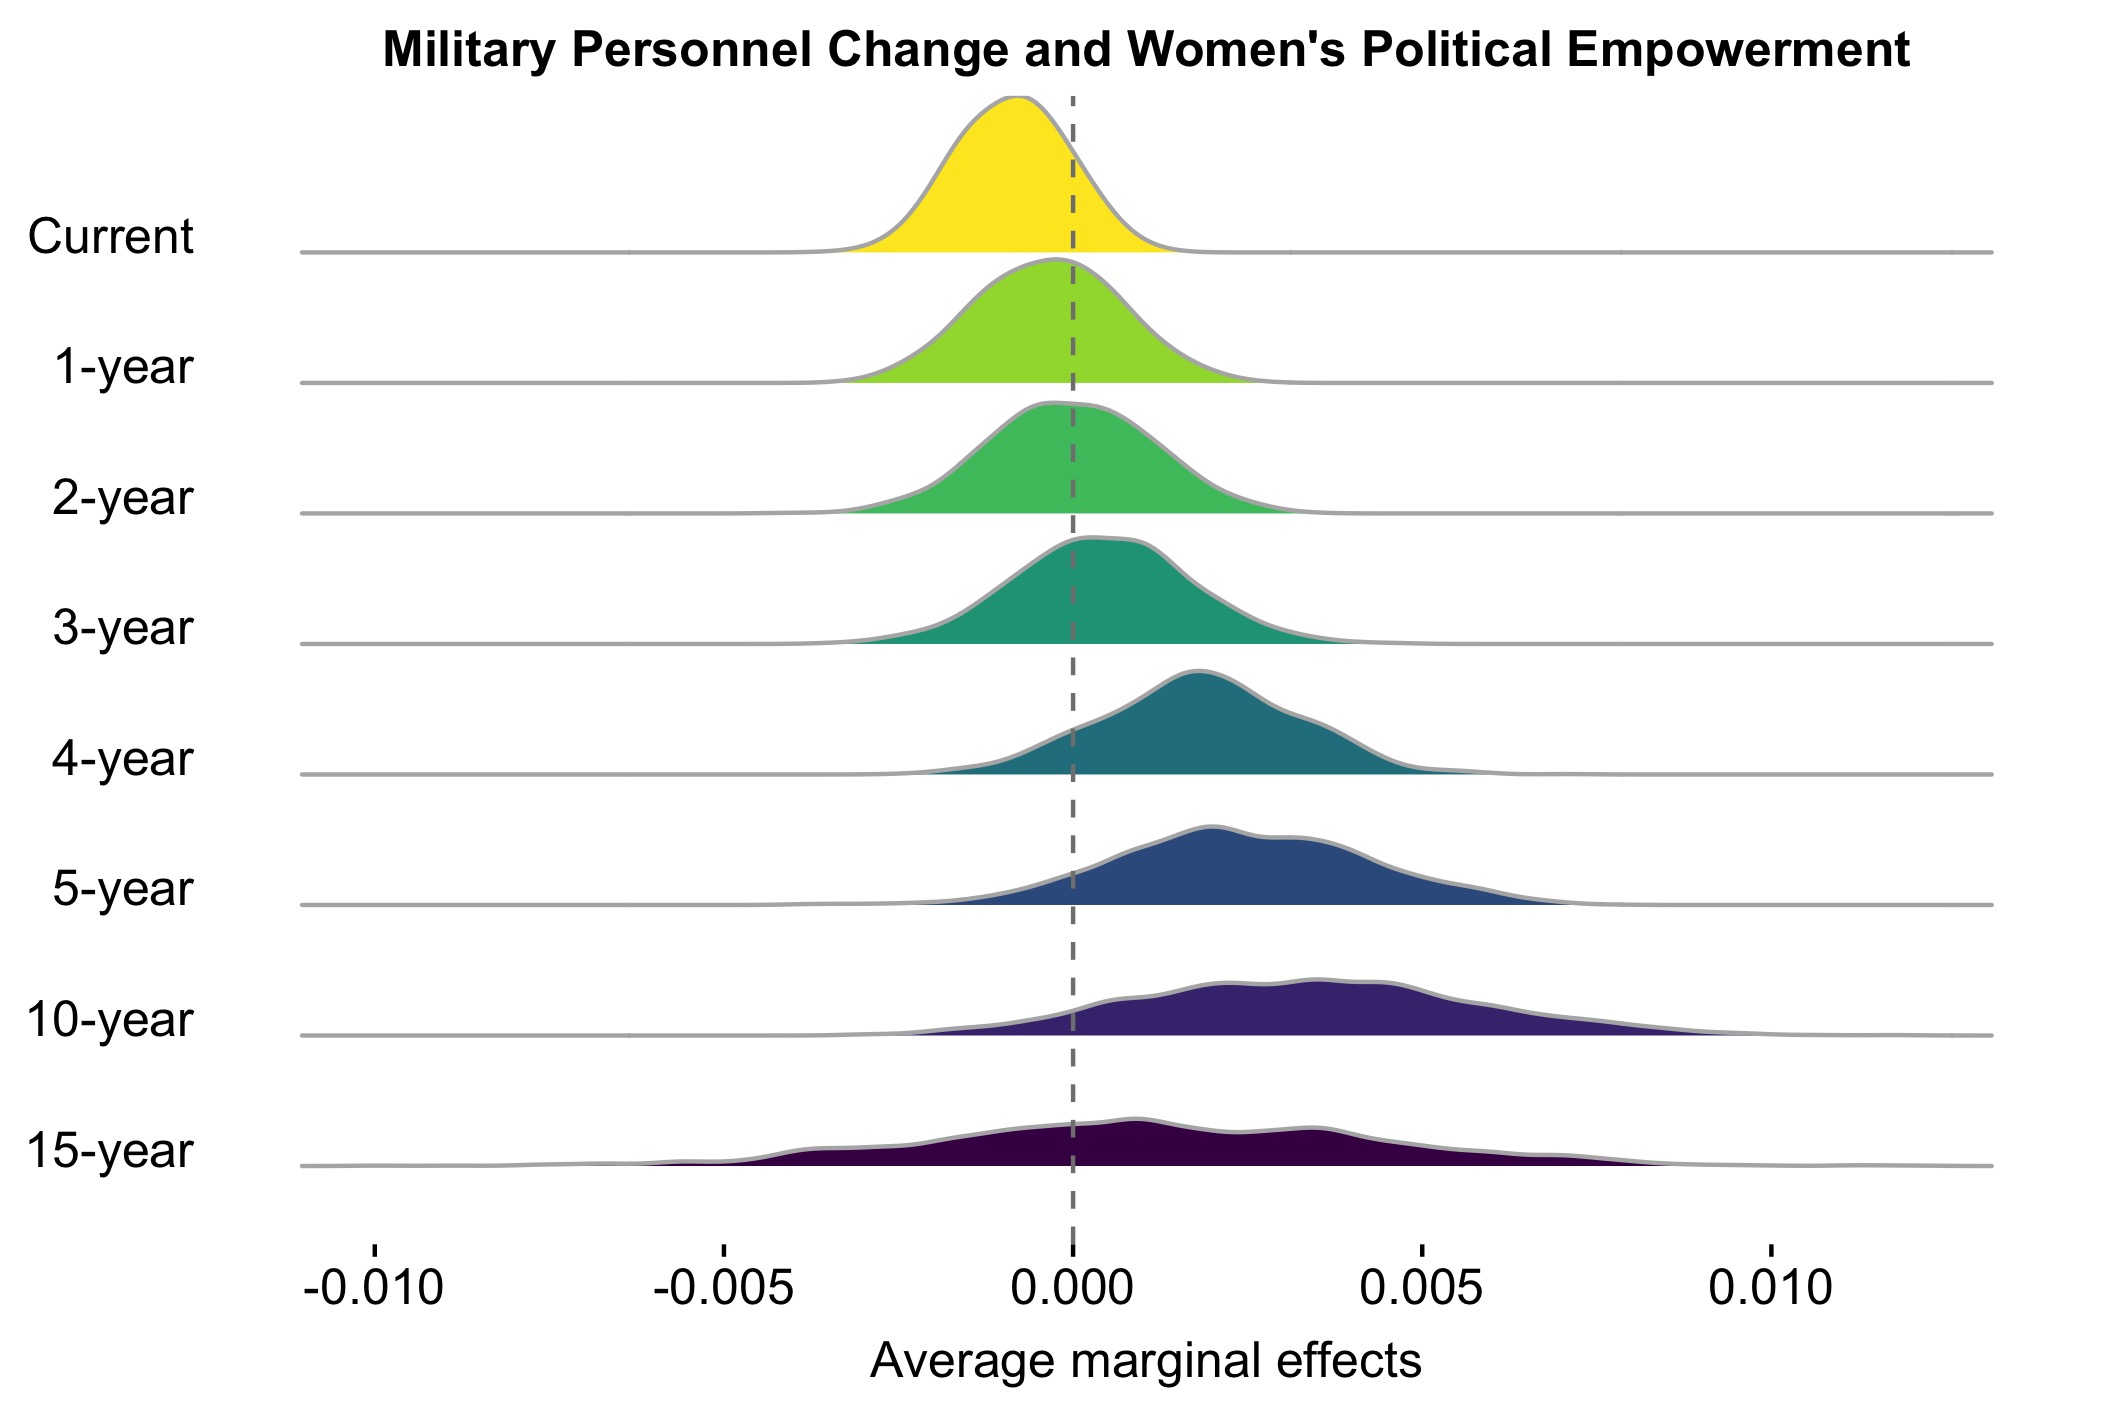 Military Personnel Change and Women's Political Empowerment
Current
1-year
2-year
3-year
4-year
5-year
10-year
15-year
-0.010 -0.005 0.000 0.005 0.010
Average marginal effects